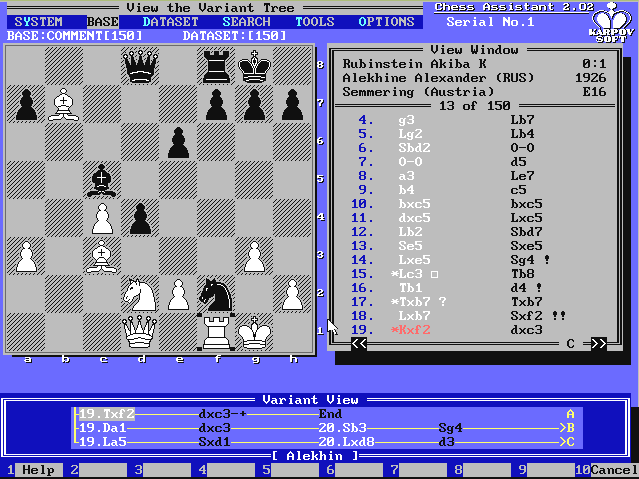 View the Variant Tree
Chess Assistant 2.02
SYSTEM BASE DATASET SEARCH TOOLS OPTIONS
Serial No.1
BASE:COMMENT[150] DATASET:[150]
KARPOV
SOFT
View Window
Rubinstein Akiba K 0:1
Alekhine Alexander (RUS) 1926
Semmering (Austria) E16
13 of 150
4. g3 Lb7
5. Lg2 Lb4
6. Sbd2 0-0
7. 0-0 d5
8. a3 Le7
9. b4 c5
10. bxc5 bxc5
11. dxc5 Lxc5
12. Lb2 Sbd7
13. Se5 Sxe5
14. Lxe5 Sg4 !
15. *Lc3 □ Tb8
16. Tb1 d4 !
17. *Txb7 ? Txb7
18. Lxb7 Sxf2 !!
19. *Kxf2 dxc3
<< C >>
8
7
6
5
4
3
2
1
a b c d e f g h
Variant View
19.Txf2 dxc3-+ End A
19.Da1 dxc3 20.Sb3 Sg4 >B
19.La5 Sxd1 20.Lxd8 d3 >C
[ Alekhin ]
1 Help 2 3 4 5 6 7 8 9 10Cancel